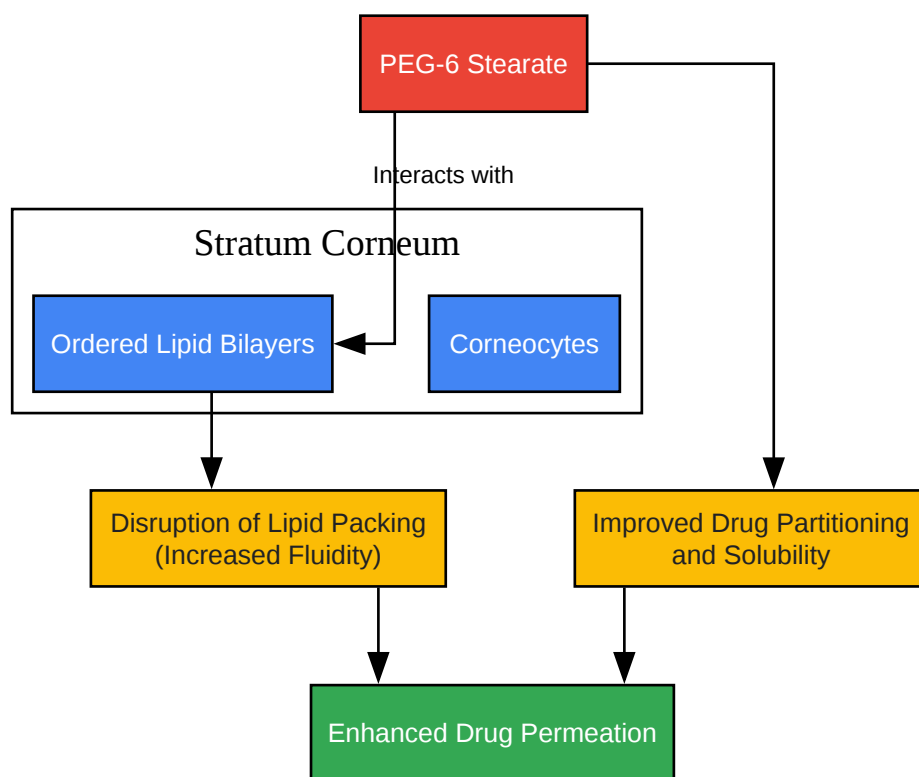 PEG-6 Stearate
Interacts with
Stratum Corneum
Ordered Lipid Bilayers
Corneocytes
Disruption of Lipid Packing
(Increased Fluidity)
Improved Drug Partitioning
and Solubility
Enhanced Drug Permeation